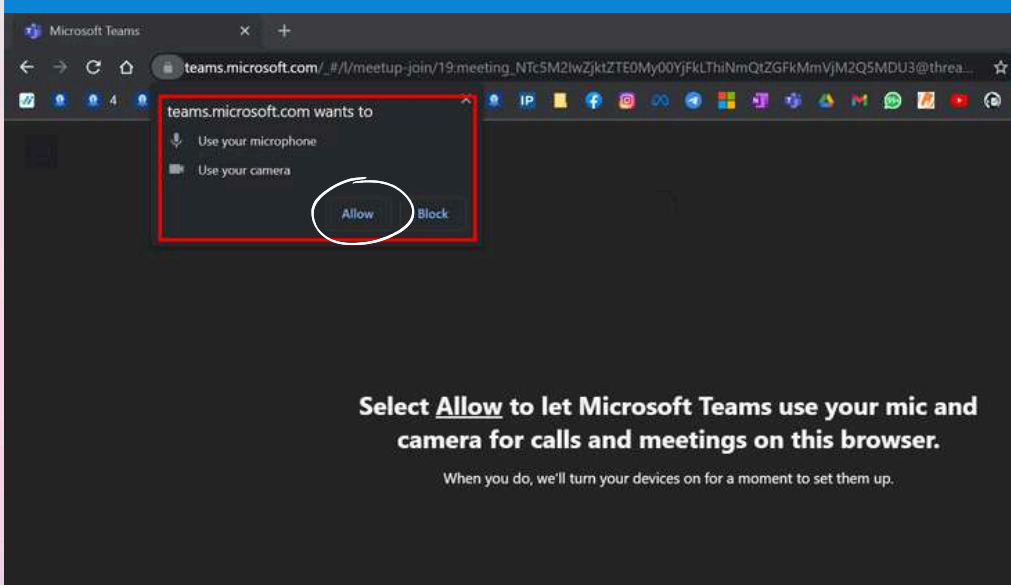 Microsoft Teams
teams.microsoft.com/_#/l/meetup-join/19:meeting_NTc5M2IwZjktZTE0My00YjFkLThiNmQtZGFkMmVjM2Q5MDU3@threa...
4
IP
teams.microsoft.com wants to
Use your microphone
Use your camera
Allow Block
Select Allow to let Microsoft Teams use your mic and
camera for calls and meetings on this browser.
When you do, we'll turn your devices on for a moment to set them up.